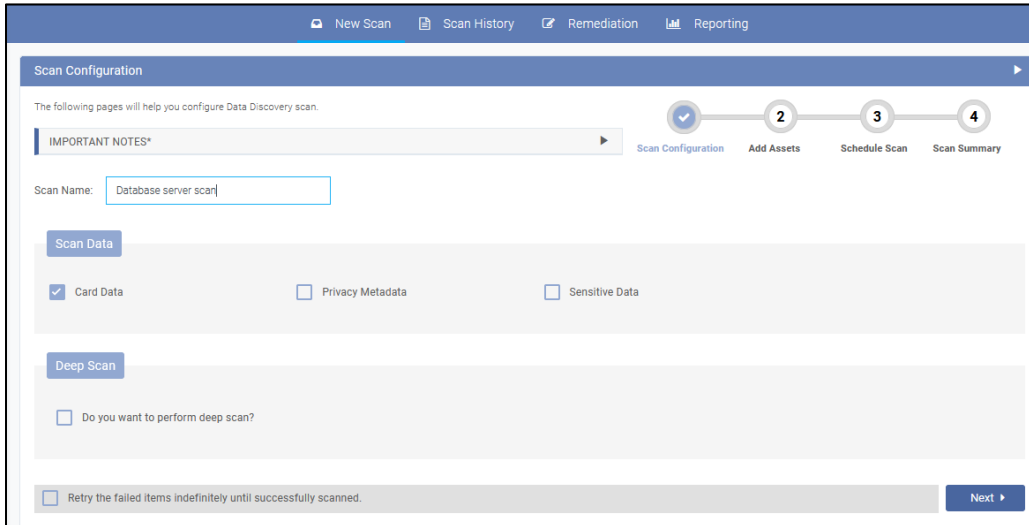 New Scan Scan History Remediation Reporting
Scan Configuration
The following pages will help you configure Data Discovery scan.
IMPORTANT NOTES*
2 3 4
Scan Configuration Add Assets Schedule Scan Scan Summary
Scan Name: Database server scan
Scan Data
Card Data Privacy Metadata Sensitive Data
Deep Scan
Do you want to perform deep scan?
Retry the failed items indefinitely until successfully scanned.
Next